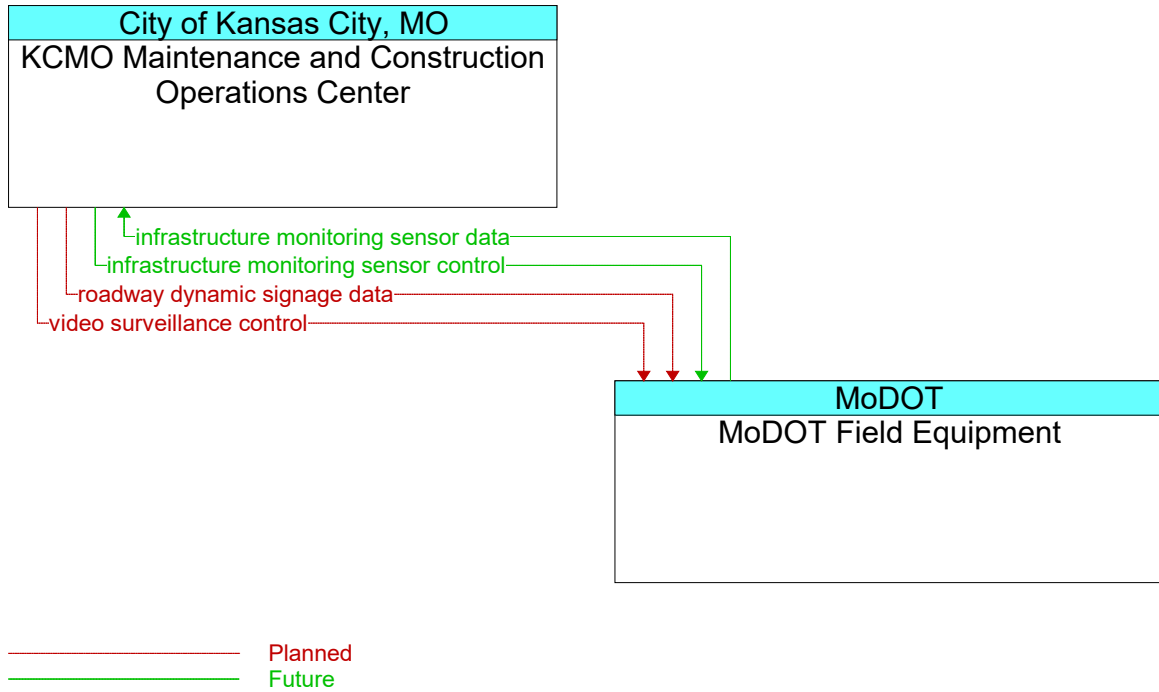 City of Kansas City, MO
KCMO Maintenance and Construction
Operations Center
infrastructure monitoring sensor data
infrastructure monitoring sensor control
roadway dynamic signage data
video surveillance control
MoDOT
MoDOT Field Equipment
Planned
Future